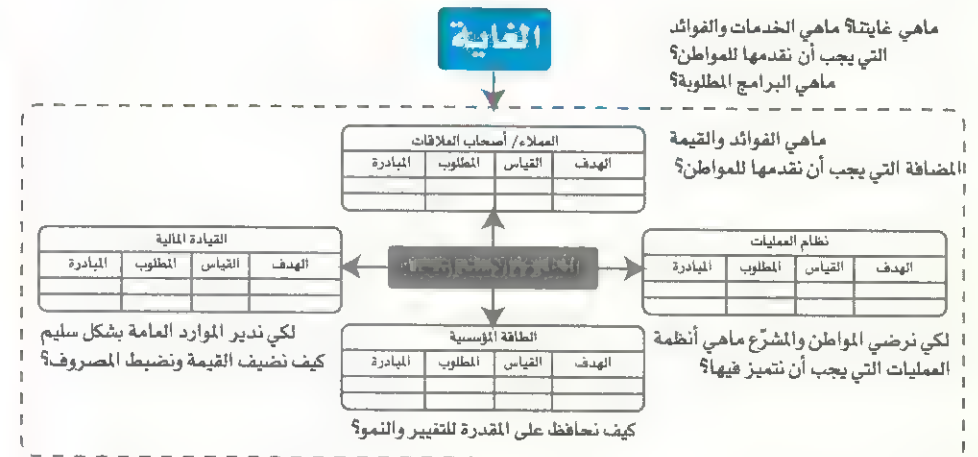 الغاية
ماهي غايتنا؟ ماهي الخدمات والفوائد
التي يجب أن نقدمها للمواطن؟
ماهي البرامج المطلوبة؟
ماهي الفوائد والقيمة
المضافة التي يجب أن نقدمها للمواطن؟
العملاء/ أصحاب العلاقات
الهدف القياس المطلوب المبادرة
نظام العمليات
الهدف القياس المطلوب المبادرة
القيادة المالية
الهدف القياس المطلوب المبادرة
لكي نرضي المواطن والمشرّع ماهي أنظمة
العمليات التي يجب أن نتميز فيها؟
الطاقة المؤسسية
الهدف القياس المطلوب المبادرة
لكي ندير الموارد العامة بشكل سليم
كيف نضيف القيمة ونضبط المصروف؟
كيف نحافظ على المقدرة للتغيير والنمو؟